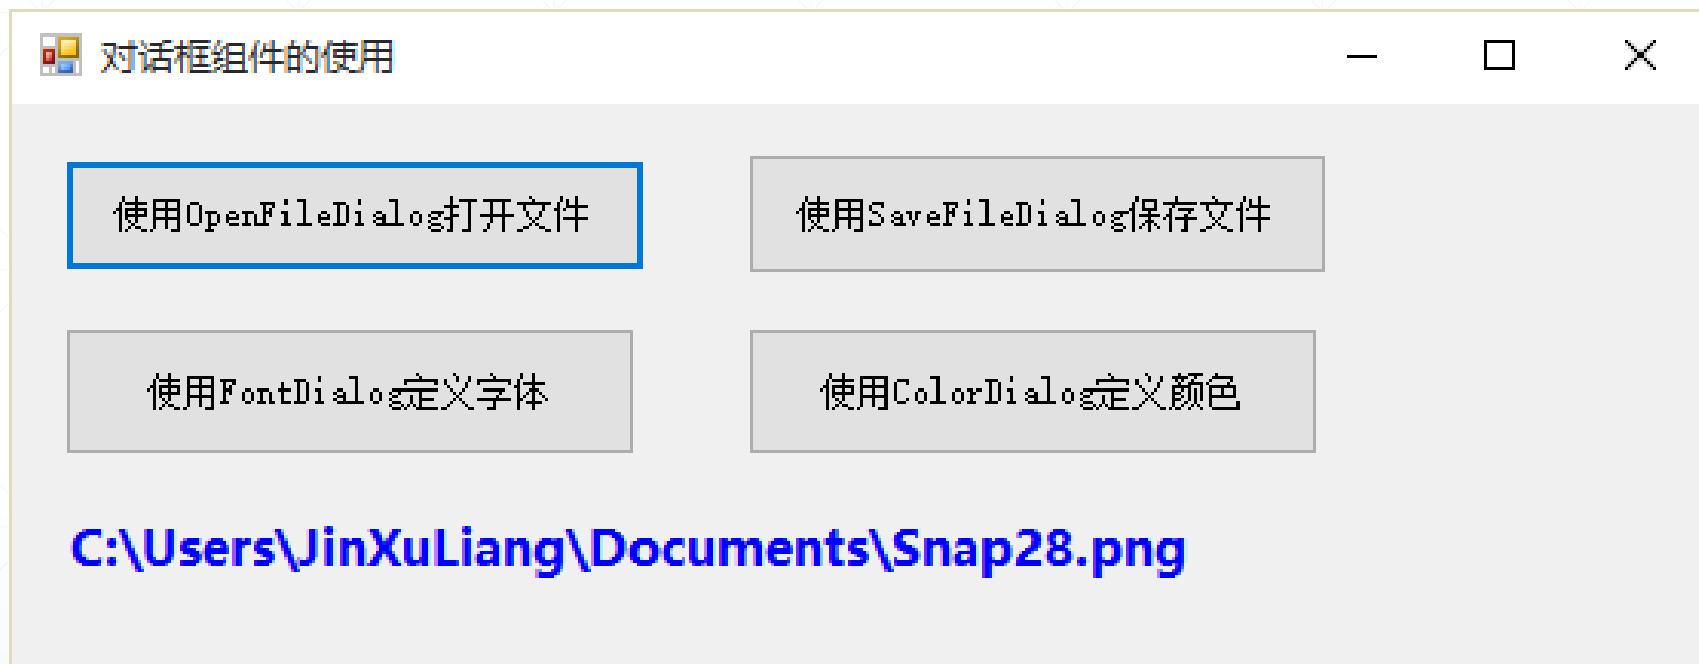 对话框组件的使用
使用OpenFileDialog打开文件
使用SaveFileDialog保存文件
使用FontDialog定义字体
使用ColorDialog定义颜色
C:\Users\JinXuLiang\Documents\Snap28.png